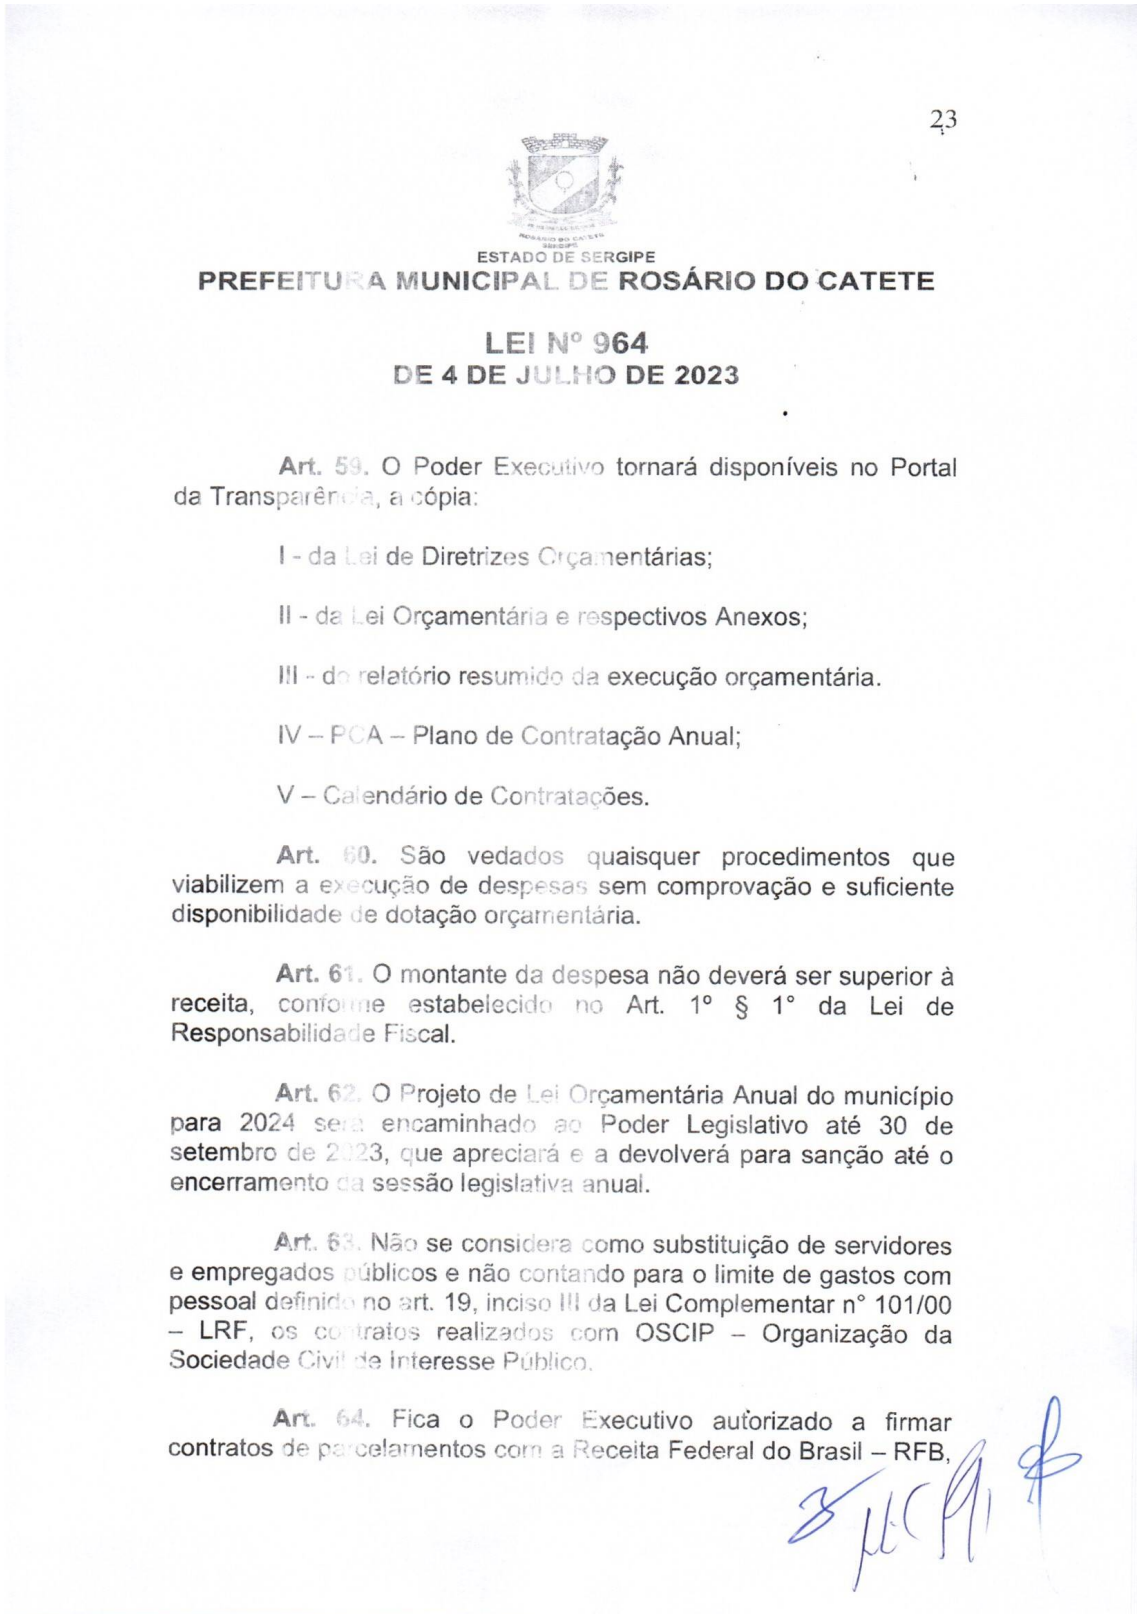 23
ROSÁRIO DO CATETE
SERGIPE
ESTADO DE SERGIPE
PREFEITURA MUNICIPAL DE ROSÁRIO DO CATETE
LEI Nº 964
DE 4 DE JULHO DE 2023
Art. 59. O Poder Executivo tornará disponíveis no Portal
da Transparência, a cópia:
I - da Lei de Diretrizes Orçamentárias;
II - da Lei Orçamentária e respectivos Anexos;
III - do relatório resumido da execução orçamentária.
IV – PCA – Plano de Contratação Anual;
V – Calendário de Contratações.
Art. 60. São vedados quaisquer procedimentos que
viabilizem a execução de despesas sem comprovação e suficiente
disponibilidade de dotação orçamentária.
Art. 61. O montante da despesa não deverá ser superior à
receita, conforme estabelecido no Art. 1º § 1° da Lei de
Responsabilidade Fiscal.
Art. 62. O Projeto de Lei Orçamentária Anual do município
para 2024 será encaminhado ao Poder Legislativo até 30 de
setembro de 2023, que apreciará e a devolverá para sanção até o
encerramento da sessão legislativa anual.
Art. 63. Não se considera como substituição de servidores
e empregados públicos e não contando para o limite de gastos com
pessoal definido no art. 19, inciso III da Lei Complementar n° 101/00
– LRF, os contratos realizados com OSCIP – Organização da
Sociedade Civil de Interesse Público.
Art. 64. Fica o Poder Executivo autorizado a firmar
contratos de parcelamentos com a Receita Federal do Brasil – RFB,